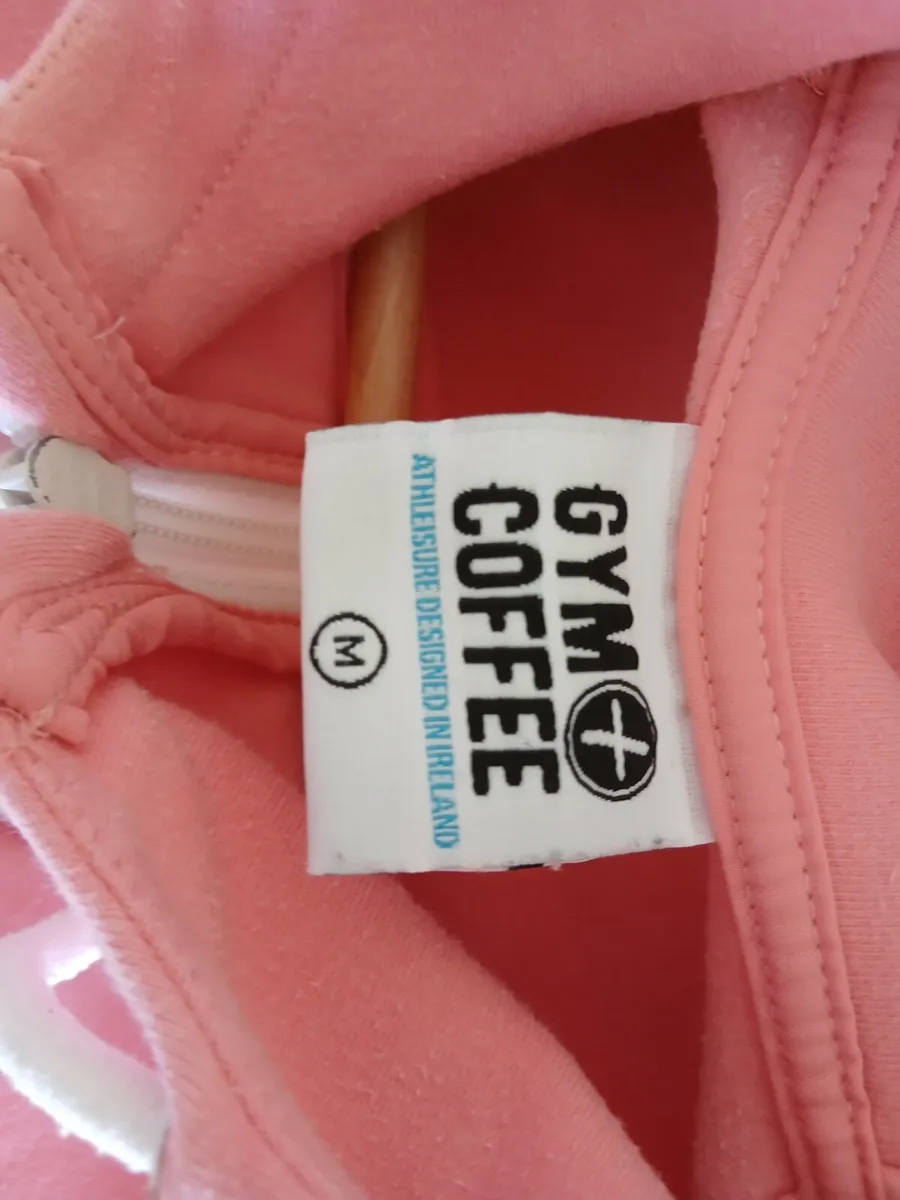 GYM+
COFFEE
ATHLEISURE DESIGNED IN IRELAND
M